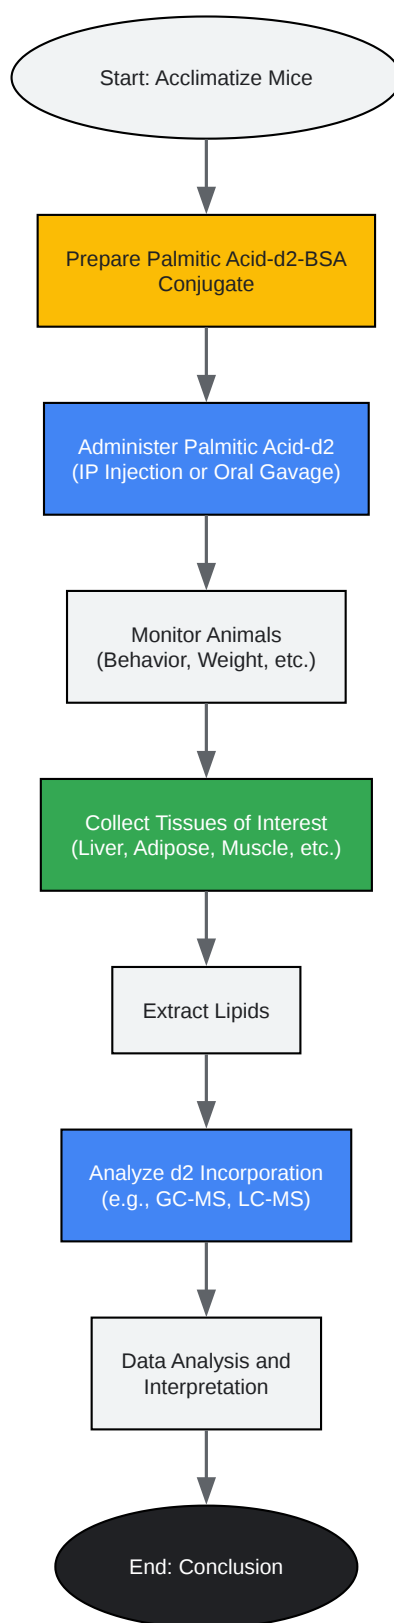 Start: Acclimatize Mice
Prepare Palmitic Acid-d2-BSA
Conjugate
Administer Palmitic Acid-d2
(IP Injection or Oral Gavage)
Monitor Animals
(Behavior, Weight, etc.)
Collect Tissues of Interest
(Liver, Adipose, Muscle, etc.)
Extract Lipids
Analyze d2 Incorporation
(e.g., GC-MS, LC-MS)
Data Analysis and
Interpretation
End: Conclusion